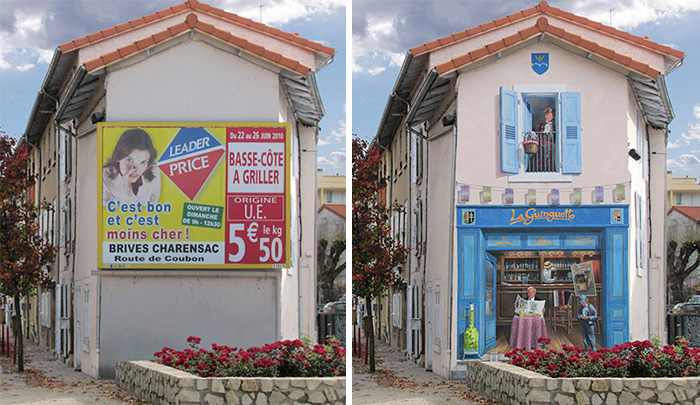 LEADER
PRICE
Du 22 au 26 JUIN 2010
BASSE-CÔTE
A GRILLER
ORIGINE
U.E.
5€50 le kg
C'est bon
et c'est
moins cher !
OUVERT LE
DIMANCHE
DE 9h - 12h30
BRIVES CHARENSAC
Route de Coubon
La Guinguette